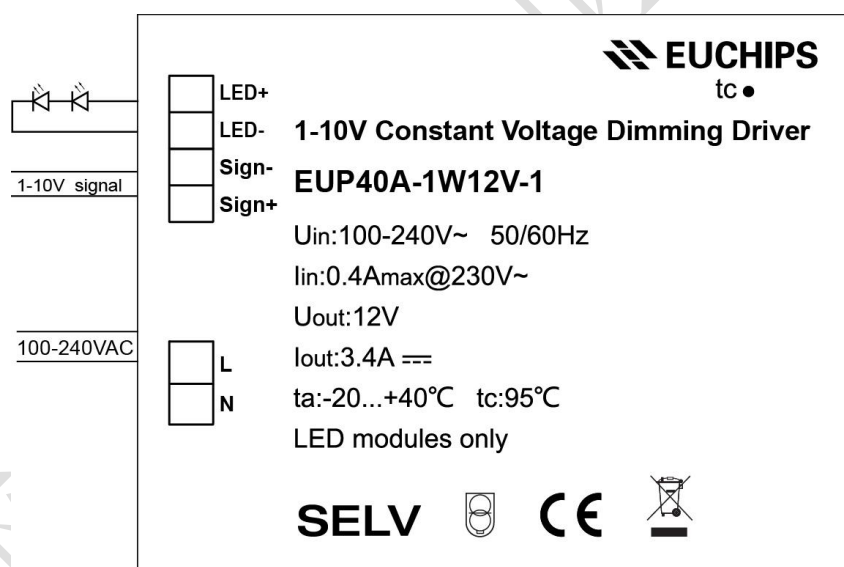 EUCHIPS
tc
LED+
LED-
Sign-
Sign+
1-10V signal
1-10V Constant Voltage Dimming Driver
EUP40A-1W12V-1
Uin:100-240V~ 50/60Hz
Iin:0.4Amax@230V~
Uout:12V
Iout:3.4A ⎓
ta:-20...+40℃ tc:95℃
LED modules only
100-240VAC
L
N
SELV
CE